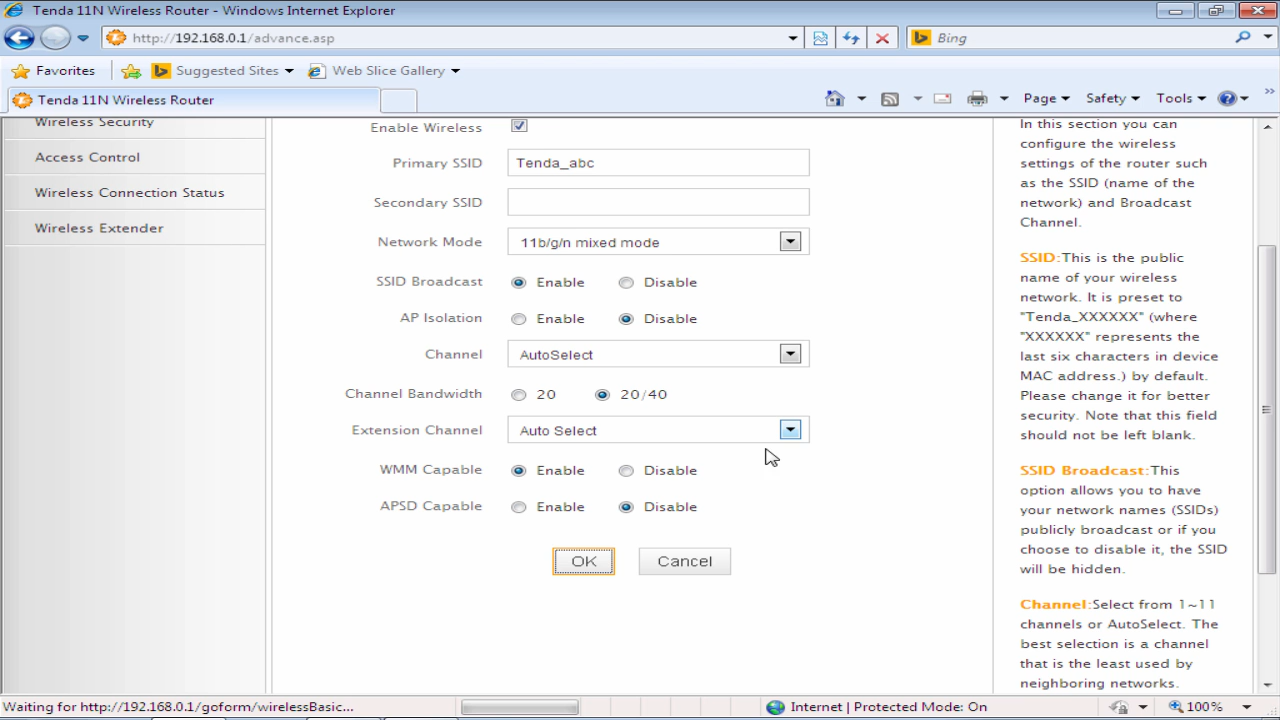 Tenda 11N Wireless Router - Windows Internet Explorer
http://192.168.0.1/advance.asp
Bing
Favorites
Suggested Sites
Web Slice Gallery
Tenda 11N Wireless Router
Page
Safety
Tools
»
Wireless Security
Access Control
Wireless Connection Status
Wireless Extender
Enable Wireless
Primary SSID Tenda_abc
Secondary SSID
Network Mode 11b/g/n mixed mode
SSID Broadcast Enable Disable
AP Isolation Enable Disable
Channel AutoSelect
Channel Bandwidth 20 20/40
Extension Channel Auto Select
WMM Capable Enable Disable
APSD Capable Enable Disable
OK Cancel
In this section you can
configure the wireless
settings of the router such
as the SSID (name of the
network) and Broadcast
Channel.
SSID:This is the public
name of your wireless
network. It is preset to
"Tenda_XXXXXX" (where
"XXXXXX" represents the
last six characters in device
MAC address.) by default.
Please change it for better
security. Note that this field
should not be left blank.
SSID Broadcast:This
option allows you to have
your network names (SSIDs)
publicly broadcast or if you
choose to disable it, the SSID
will be hidden.
Channel:Select from 1~11
channels or AutoSelect. The
best selection is a channel
that is the least used by
neighboring networks.
Waiting for http://192.168.0.1/goform/wirelessBasic...
Internet | Protected Mode: On
100%